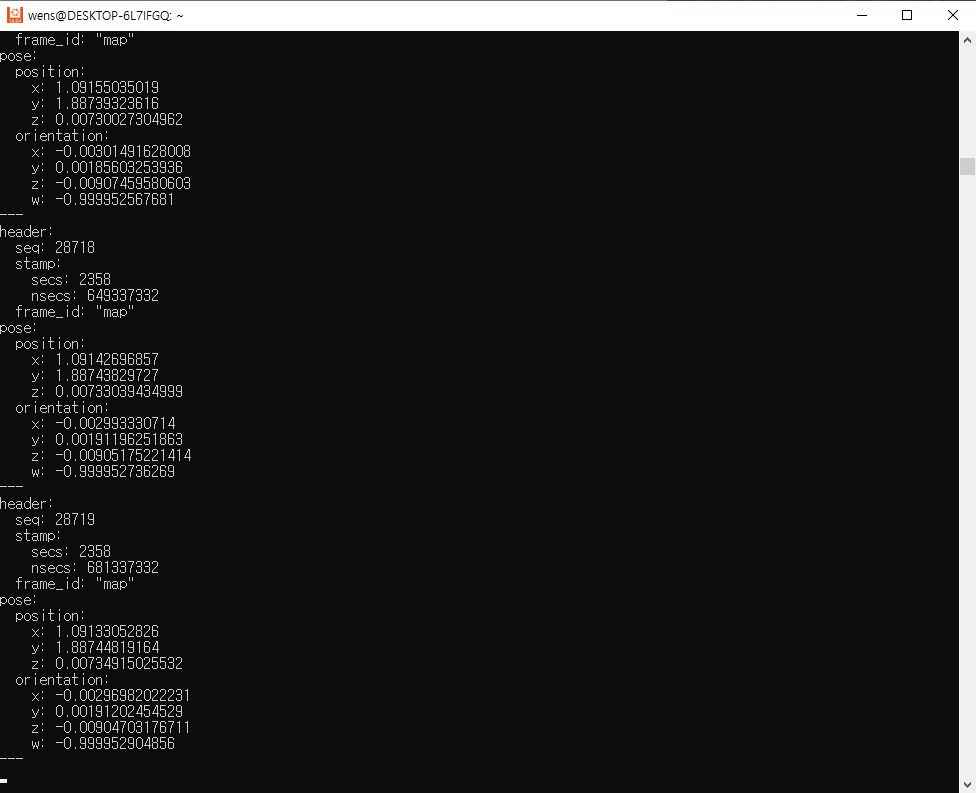 wens@DESKTOP-6L7IFGQ: ~
  frame_id: "map"
pose:
  position:
    x: 1.09155035019
    y: 1.88739323616
    z: 0.00730027304962
  orientation:
    x: -0.00301491628008
    y: 0.00185603253936
    z: -0.00907459580603
    w: -0.999952567681
---
header:
  seq: 28718
  stamp:
    secs: 2358
    nsecs: 649337332
  frame_id: "map"
pose:
  position:
    x: 1.09142696857
    y: 1.88743829727
    z: 0.00733039434999
  orientation:
    x: -0.002993330714
    y: 0.00191196251863
    z: -0.00905175221414
    w: -0.999952736269
---
header:
  seq: 28719
  stamp:
    secs: 2358
    nsecs: 681337332
  frame_id: "map"
pose:
  position:
    x: 1.09133052826
    y: 1.88744819164
    z: 0.00734915025532
  orientation:
    x: -0.00296982022231
    y: 0.00191202454529
    z: -0.00904703176711
    w: -0.999952904856
---